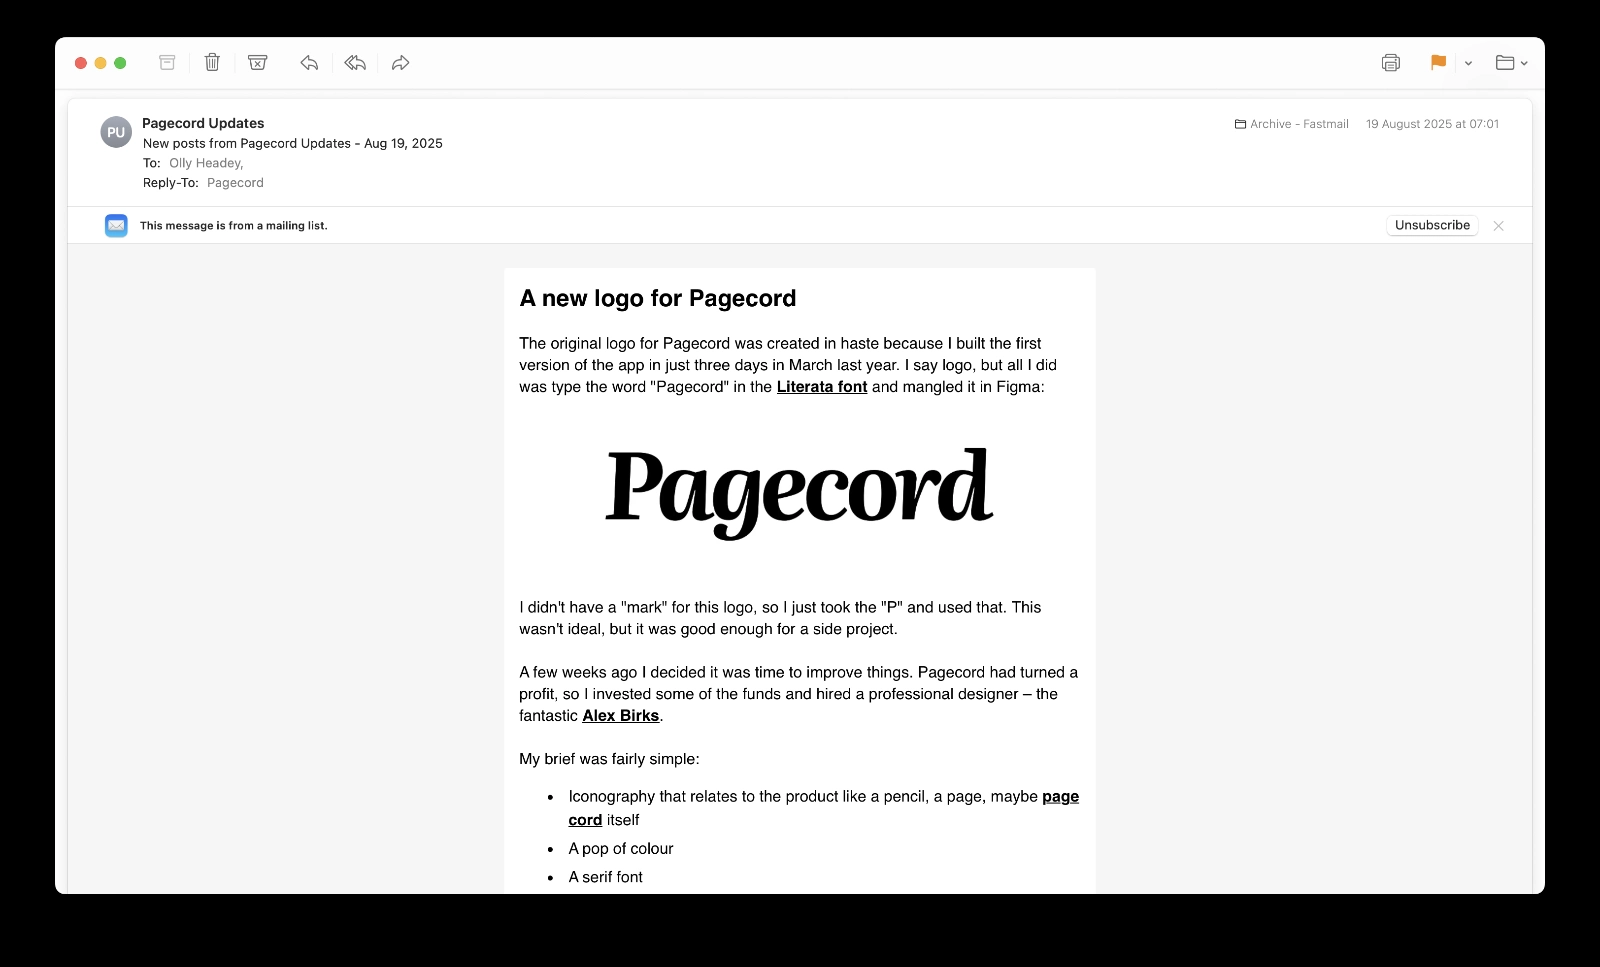 PU
Pagecord Updates
Archive – Fastmail
19 August 2025 at 07:01
New posts from Pagecord Updates – Aug 19, 2025
To: Olly Headey,
Reply-To: Pagecord
This message is from a mailing list.
Unsubscribe
A new logo for Pagecord
The original logo for Pagecord was created in haste because I built the first
version of the app in just three days in March last year. I say logo, but all I did
was type the word "Pagecord" in the Literata font and mangled it in Figma:
Pagecord
I didn't have a "mark" for this logo, so I just took the "P" and used that. This
wasn't ideal, but it was good enough for a side project.
A few weeks ago I decided it was time to improve things. Pagecord had turned a
profit, so I invested some of the funds and hired a professional designer – the
fantastic Alex Birks.
My brief was fairly simple:
• Iconography that relates to the product like a pencil, a page, maybe page
cord itself
• A pop of colour
• A serif font